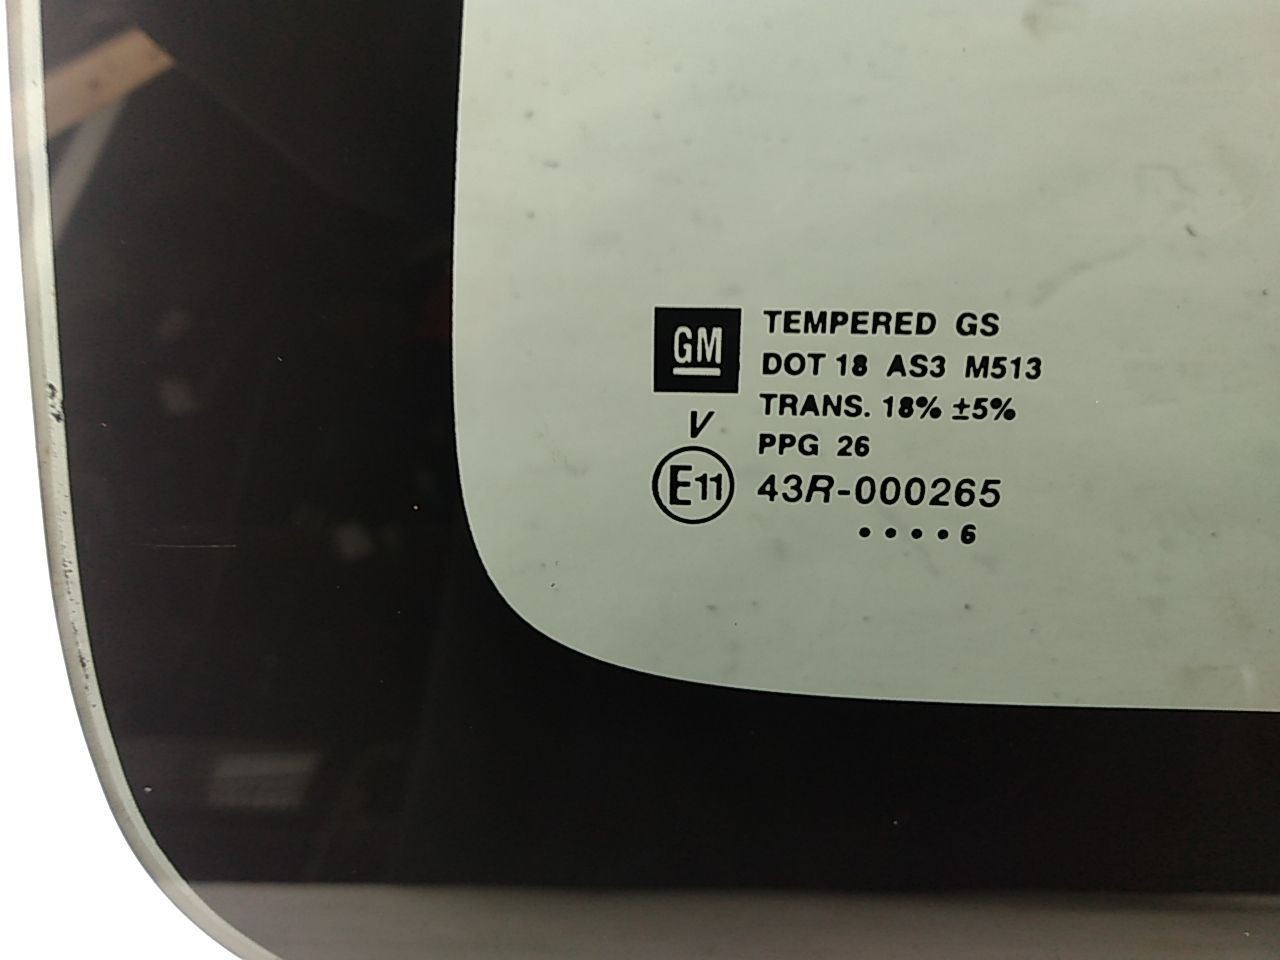 GM
TEMPERED GS
DOT 18 AS3 M513
TRANS. 18% ±5%
V
PPG 26
E11 43R-000265
••••6